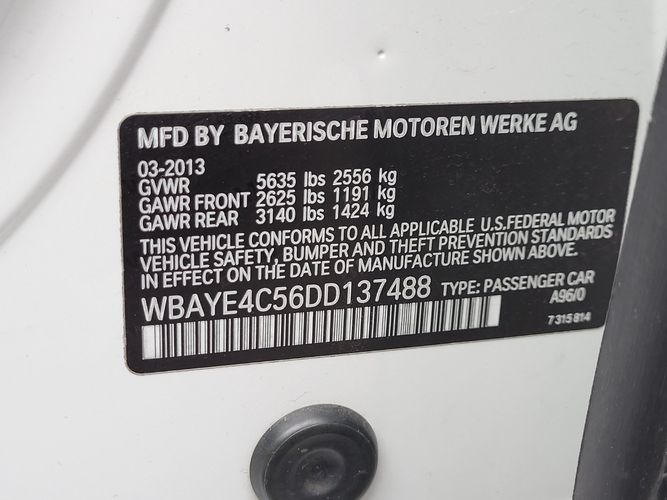 MFD BY BAYERISCHE MOTOREN WERKE AG
03-2013
GVWR 5635 lbs 2556 kg
GAWR FRONT 2625 lbs 1191 kg
GAWR REAR 3140 lbs 1424 kg
THIS VEHICLE CONFORMS TO ALL APPLICABLE U.S.FEDERAL MOTOR
VEHICLE SAFETY, BUMPER AND THEFT PREVENTION STANDARDS
IN EFFECT ON THE DATE OF MANUFACTURE SHOWN ABOVE.
WBAYE4C56DD137488 TYPE: PASSENGER CAR
A96/0
7 315 814